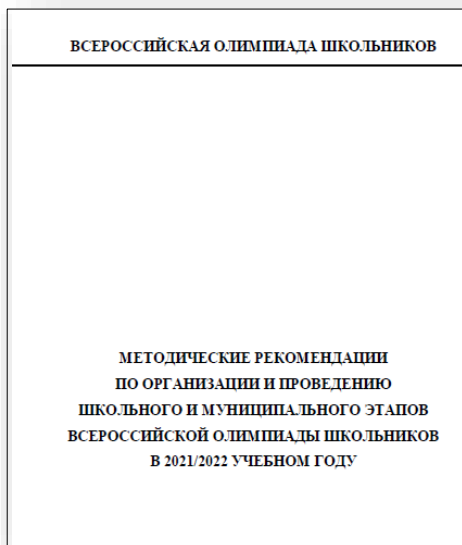 ВСЕРОССИЙСКАЯ ОЛИМПИАДА ШКОЛЬНИКОВ
МЕТОДИЧЕСКИЕ РЕКОМЕНДАЦИИ
ПО ОРГАНИЗАЦИИ И ПРОВЕДЕНИЮ
ШКОЛЬНОГО И МУНИЦИПАЛЬНОГО ЭТАПОВ
ВСЕРОССИЙСКОЙ ОЛИМПИАДЫ ШКОЛЬНИКОВ
В 2021/2022 УЧЕБНОМ ГОДУ